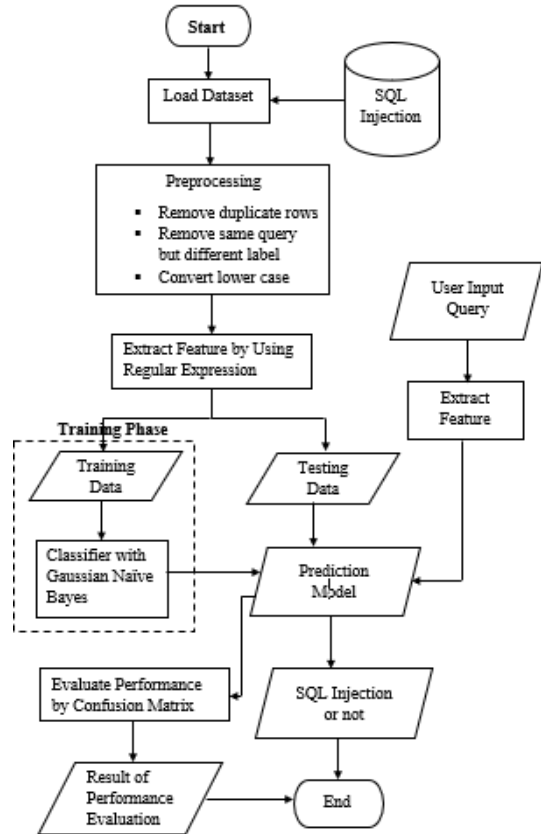 Start
Load Dataset
SQL
Injection
Preprocessing
▪ Remove duplicate rows
▪ Remove same query
but different label
▪ Convert lower case
User Input
Query
Extract Feature by Using
Regular Expression
Extract
Feature
Training Phase
Training
Data
Testing
Data
Classifier with
Gaussian Naïve
Bayes
Prediction
Model
Evaluate Performance
by Confusion Matrix
SQL Injection
or not
Result of
Performance
Evaluation
End